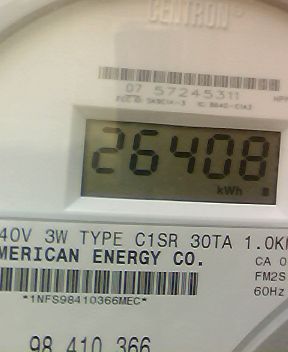 CENTRON®
07 57245311
26408
kWh
40V 3W TYPE C1SR 30TA 1.0K
MERICAN ENERGY CO.
CA 0
FM2S
60Hz
*1NFS98410366MEC*
98 410 366